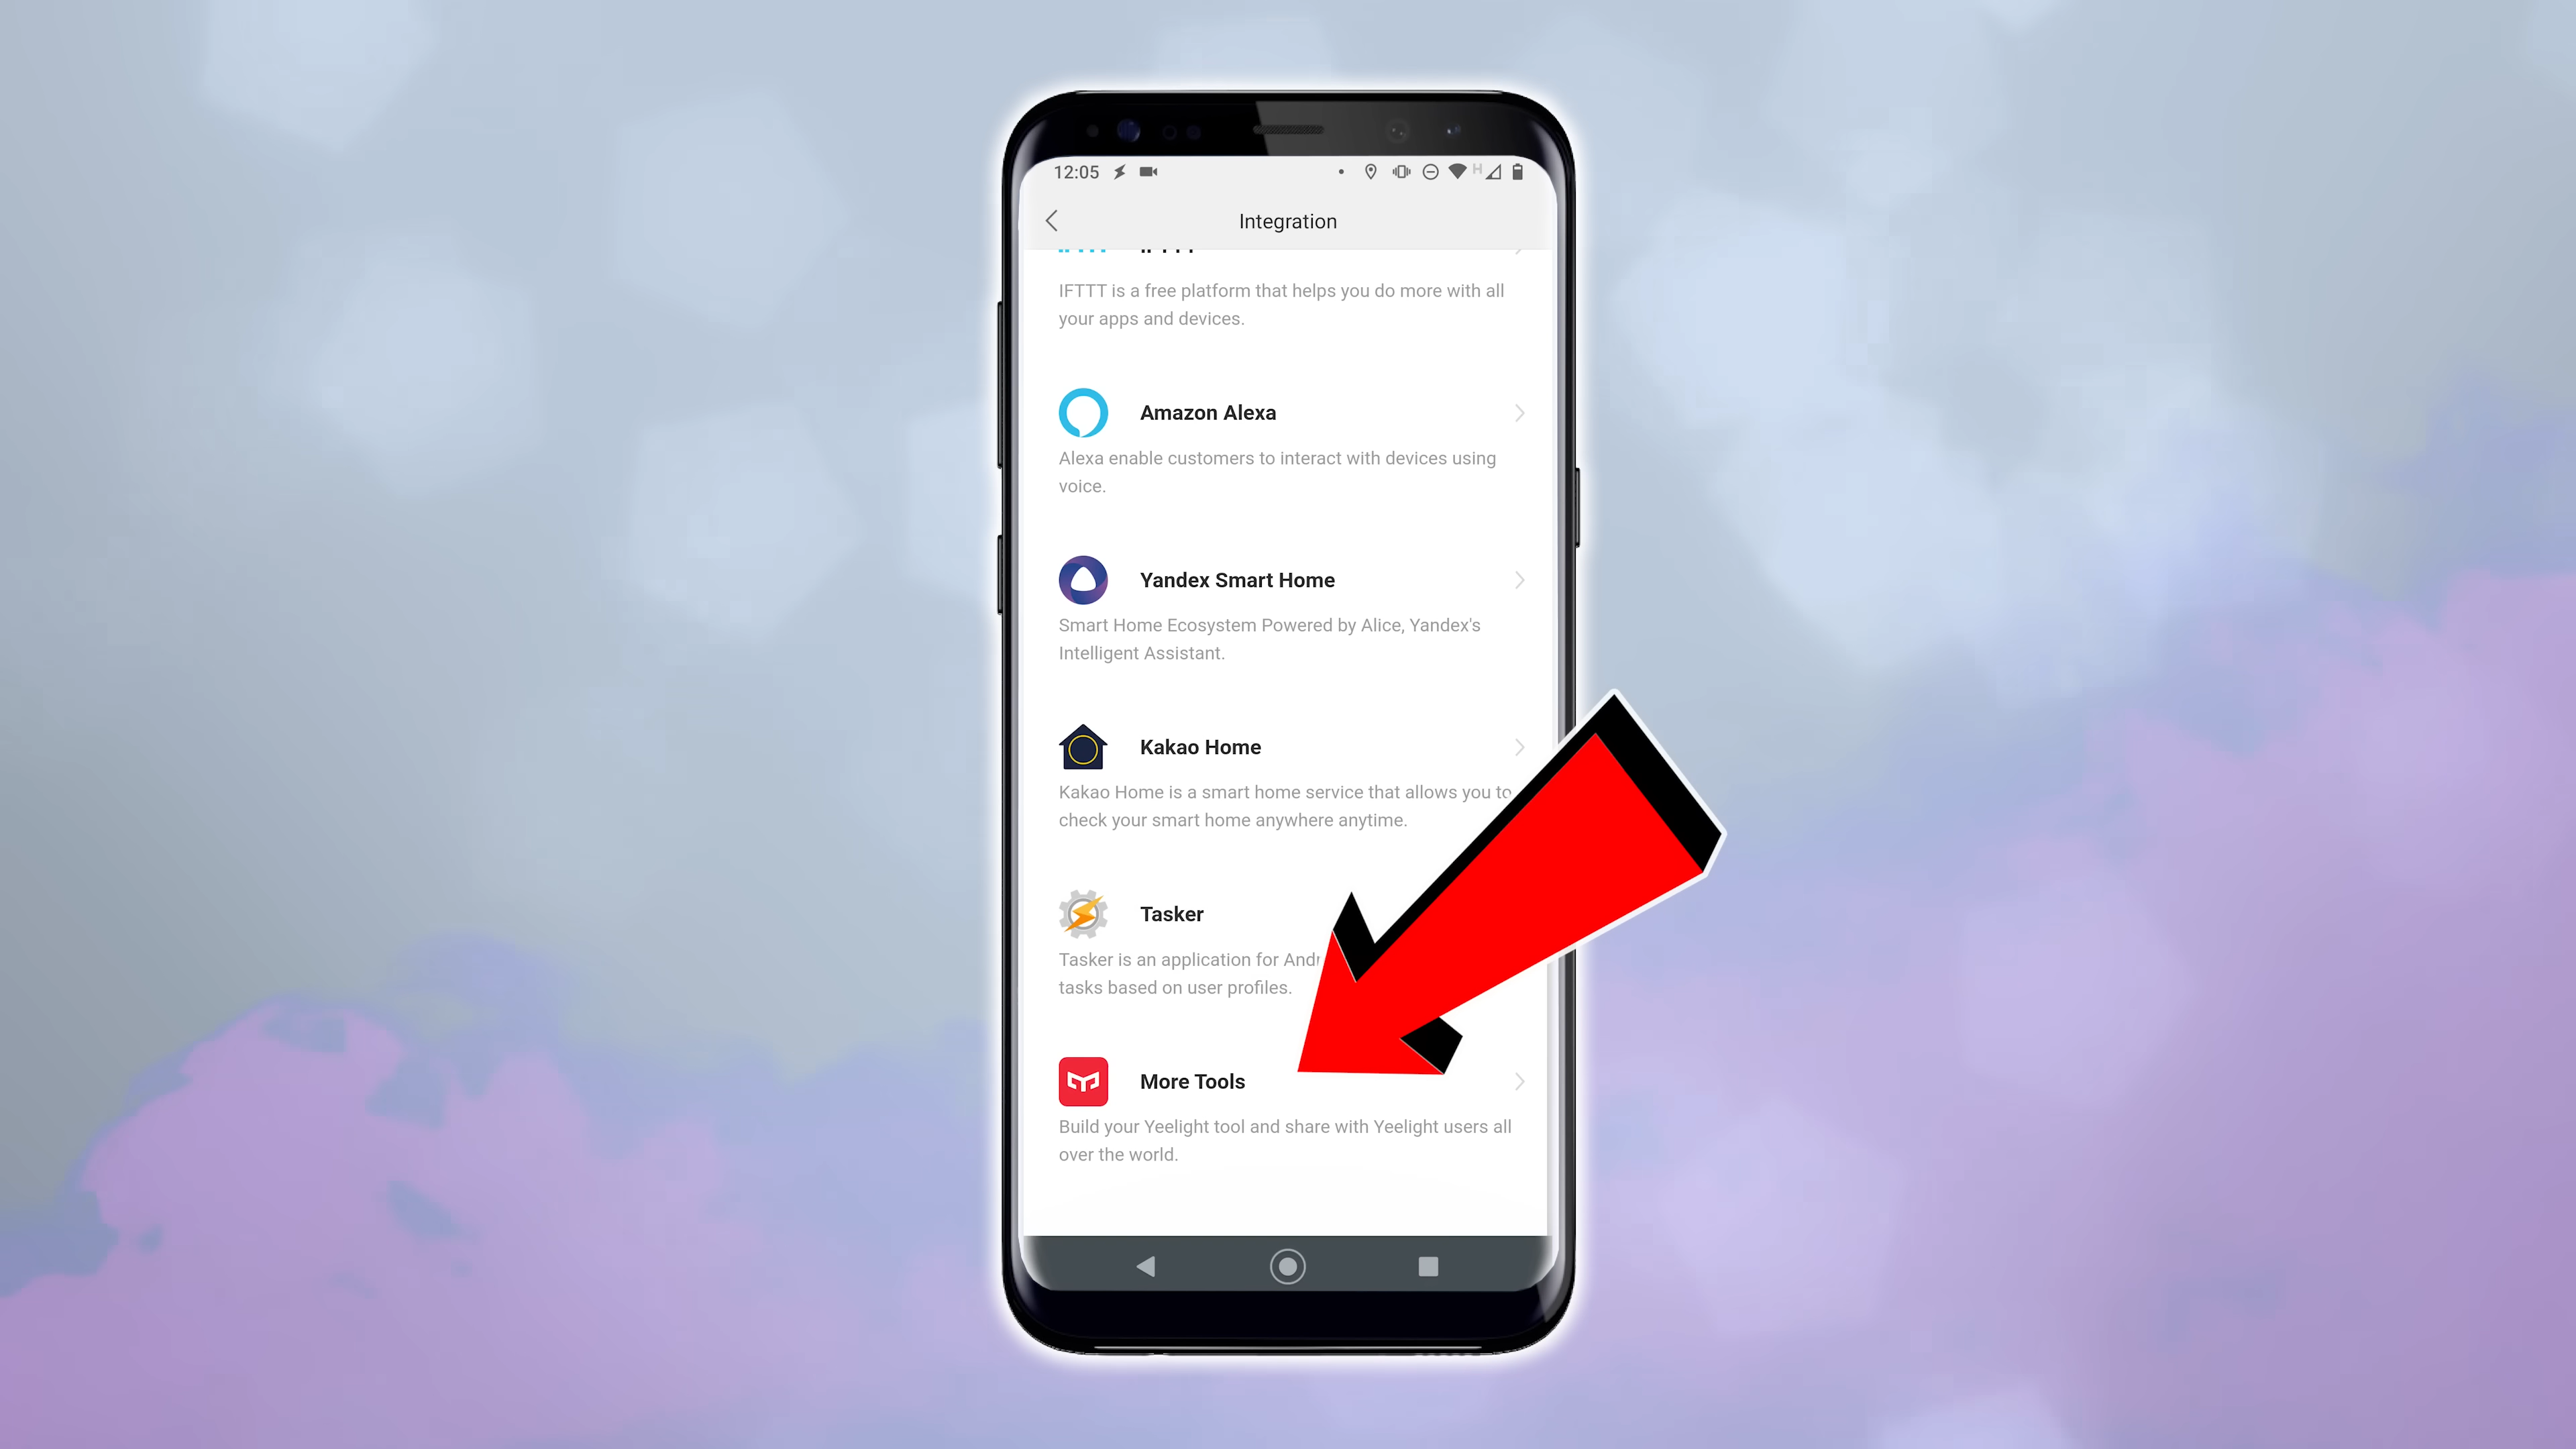 12:05
H
Integration
IFTTT is a free platform that helps you do more with all
your apps and devices.
Amazon Alexa
Alexa enable customers to interact with devices using
voice.
Yandex Smart Home
Smart Home Ecosystem Powered by Alice, Yandex's
Intelligent Assistant.
Kakao Home
Kakao Home is a smart home service that allows you to
check your smart home anywhere anytime.
Tasker
Tasker is an application for
tasks based on user profiles.
More Tools
Build your Yeelight tool and share with Yeelight users all
over the world.